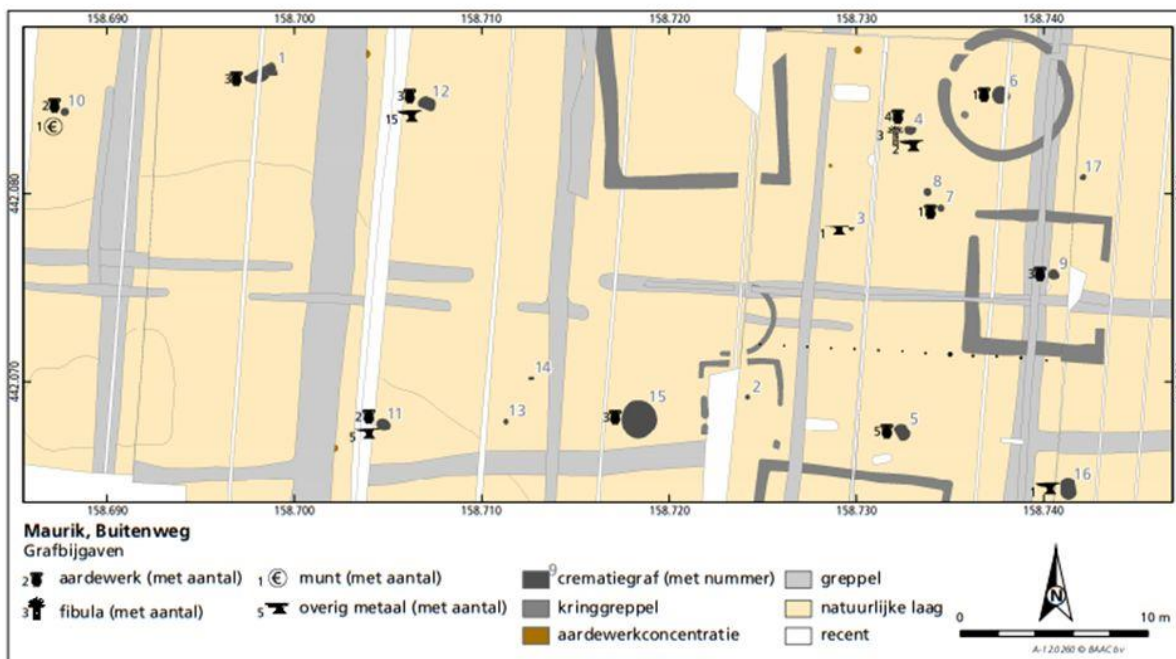 158.690 158.700 158.710 158.720 158.730 158.740
442.080
442.070
3 1
2 10
1 €
3 12
15
1 6
4 4
3
2
17
8
1 7
1 3
3 9
14
13
3 15
2
2 11
5
5 5
1 16
158.690 158.700 158.710 158.720 158.730 158.740
Maurik, Buitenweg
Grafbijgaven
2 aardewerk (met aantal)
3 fibula (met aantal)
1 € munt (met aantal)
5 overig metaal (met aantal)
9 crematiegraf (met nummer)
kringgreppel
aardewerkconcentratie
greppel
natuurlijke laag
recent
N
0 10 m
A-12.0260 © BAAC bv